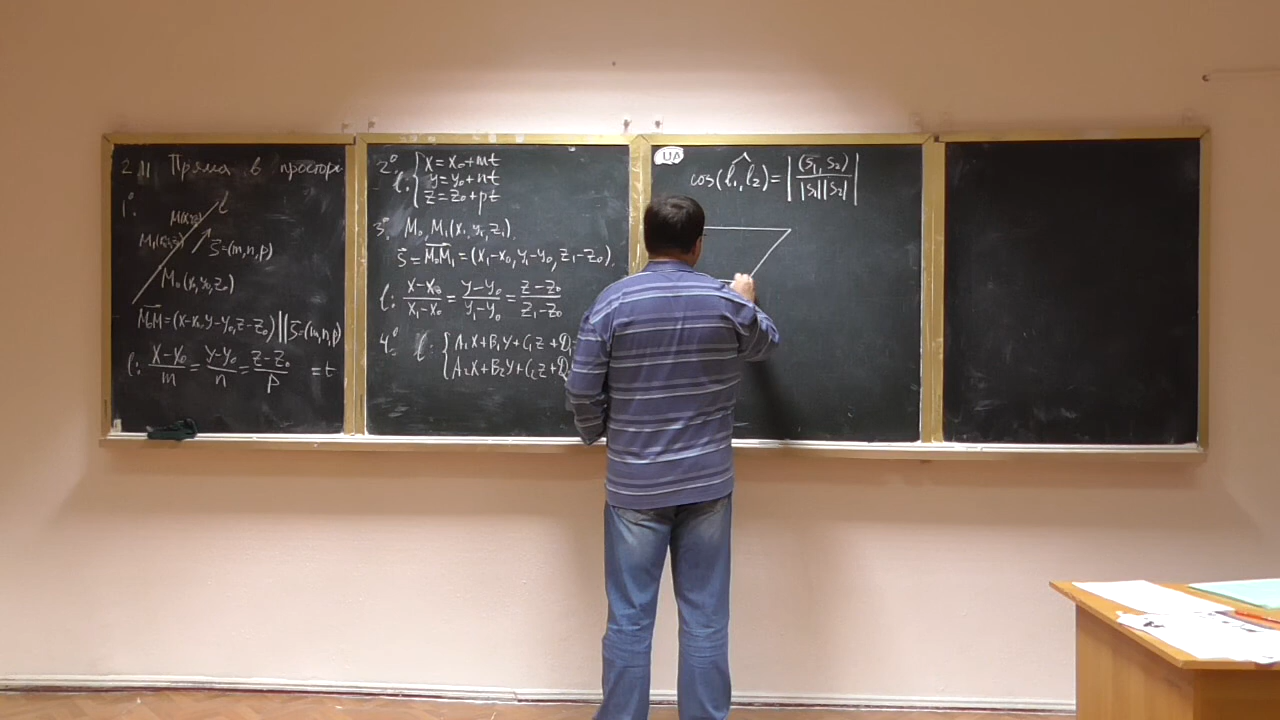 2.11 Пряма в просторі
1°.
l
M(x,y,z)
M₁(x₁,y₁,z₁)
s̄=(m,n,p)
M₀(x₀,y₀,z₀)
M₀M=(x-x₀,y-y₀,z-z₀) || s̄=(m,n,p)
l: (x-x₀)/m = (y-y₀)/n = (z-z₀)/p = t
2°.
l: { x=x₀+mt
y=y₀+nt
z=z₀+pt
3°. M₀, M₁(x₁,y₁,z₁).
s̄=M₀M₁=(x₁-x₀,y₁-y₀,z₁-z₀).
l: (x-x₀)/(x₁-x₀) = (y-y₀)/(y₁-y₀) = (z-z₀)/(z₁-z₀)
4°. l: { A₁x+B₁y+C₁z+D₁=
A₂x+B₂y+C₂z+D₂
UA
cos(l₁,l₂)=|(s̄₁,s₂)/(|s₁||s₂|)|